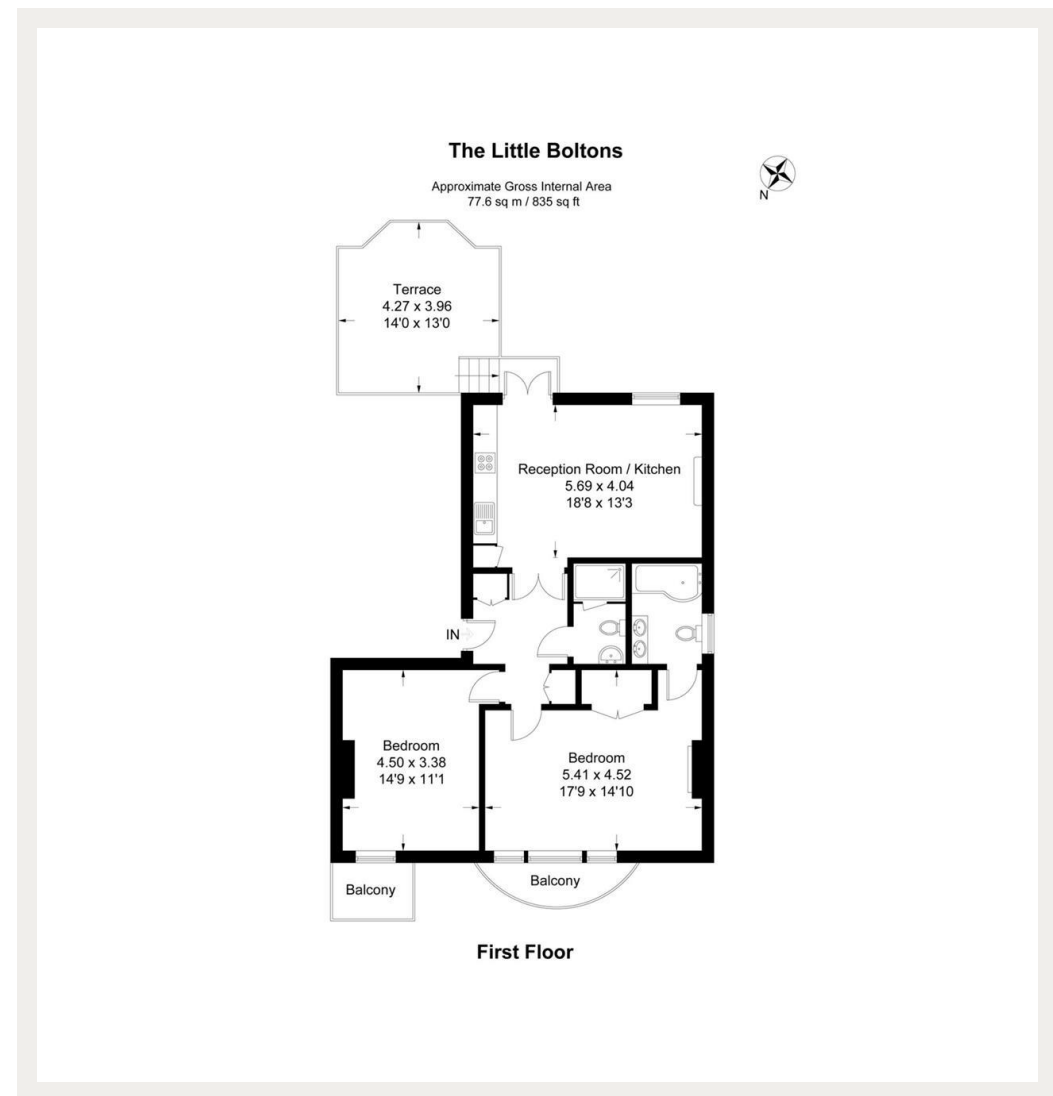 The Little Boltons
Approximate Gross Internal Area
77.6 sq m / 835 sq ft
N
Terrace
4.27 x 3.96
14'0 x 13'0
Reception Room / Kitchen
5.69 x 4.04
18'8 x 13'3
IN
Bedroom
4.50 x 3.38
14'9 x 11'1
Bedroom
5.41 x 4.52
17'9 x 14'10
Balcony
Balcony
First Floor